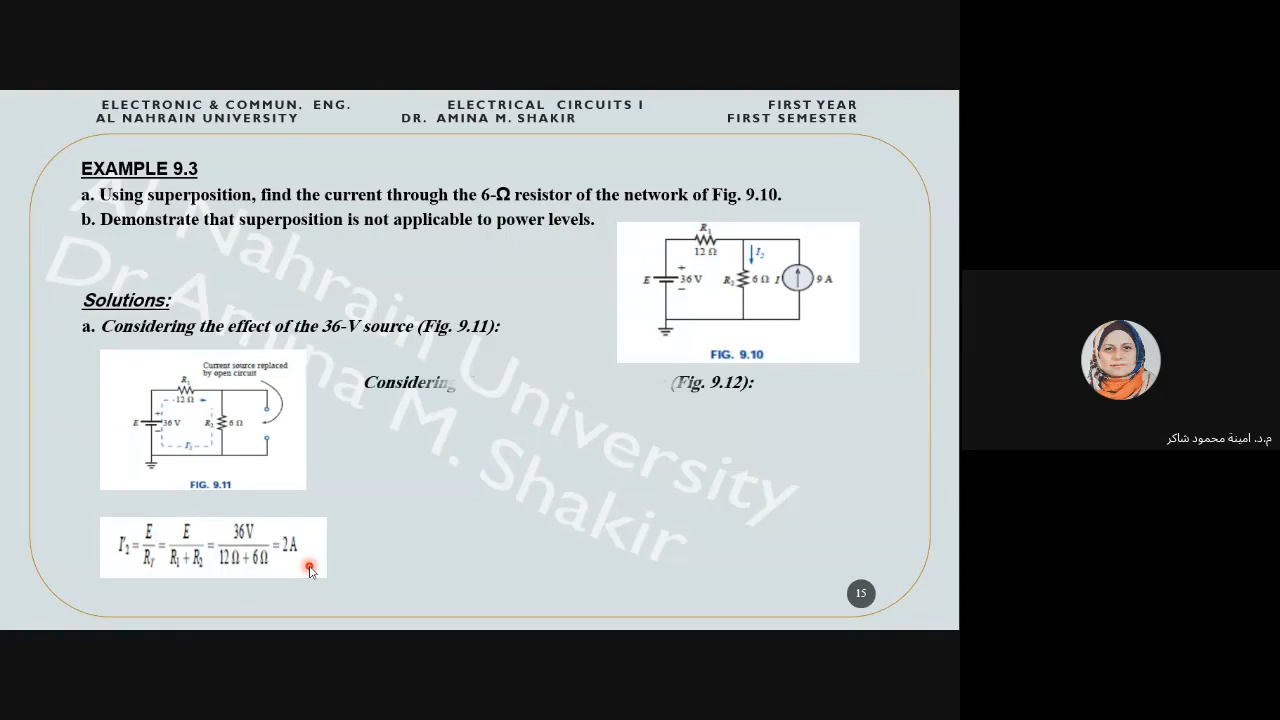 ELECTRONIC & COMMUN. ENG. ELECTRICAL CIRCUITS I FIRST YEAR
AL NAHRAIN UNIVERSITY DR. AMINA M. SHAKIR FIRST SEMESTER
EXAMPLE 9.3
a. Using superposition, find the current through the 6-Ω resistor of the network of Fig. 9.10.
b. Demonstrate that superposition is not applicable to power levels.
R₁
12 Ω
I₂
E
+
36 V
−
R₂
6 Ω
I
9 A
FIG. 9.10
Solutions:
a. Considering the effect of the 36-V source (Fig. 9.11):
Current source replaced
by open circuit
R₁
12 Ω
E
+
36 V
−
R₂
6 Ω
FIG. 9.11
Considering (Fig. 9.12):
I'₂ = E/R_T = E/(R₁ + R₂) = 36 V/(12 Ω + 6 Ω) = 2 A
15
Al Nahrain University
Dr Amina M. Shakir
م.د. امينة محمود شاكر